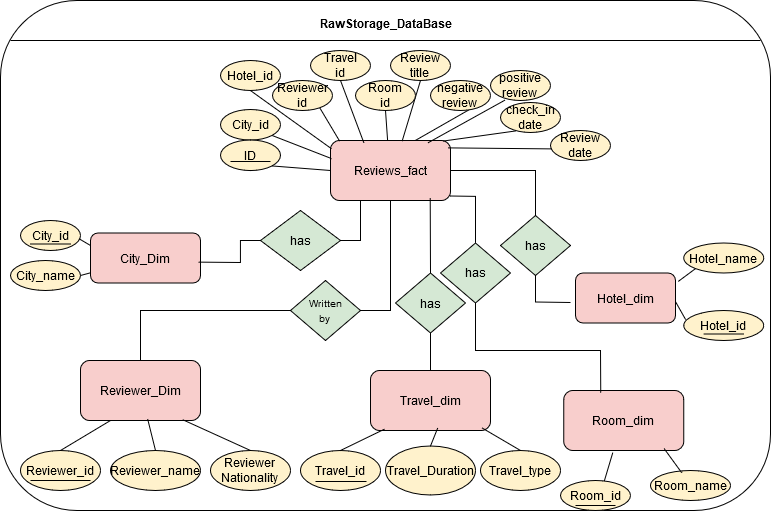 RawStorage_DataBase
Travel
id
Review
title
Hotel_id
Reviewer
id
Room
id
negative
review
positive
review
City_id
check_in
date
ID
Review
date
Reviews_fact
City_id
City_name
City_Dim
has
has
has
has
Hotel_name
Hotel_dim
Hotel_id
Written
by
Reviewer_Dim
Travel_dim
Room_dim
Reviewer_id
Reviewer_name
Reviewer
Nationality
Travel_id
Travel_Duration
Travel_type
Room_id
Room_name